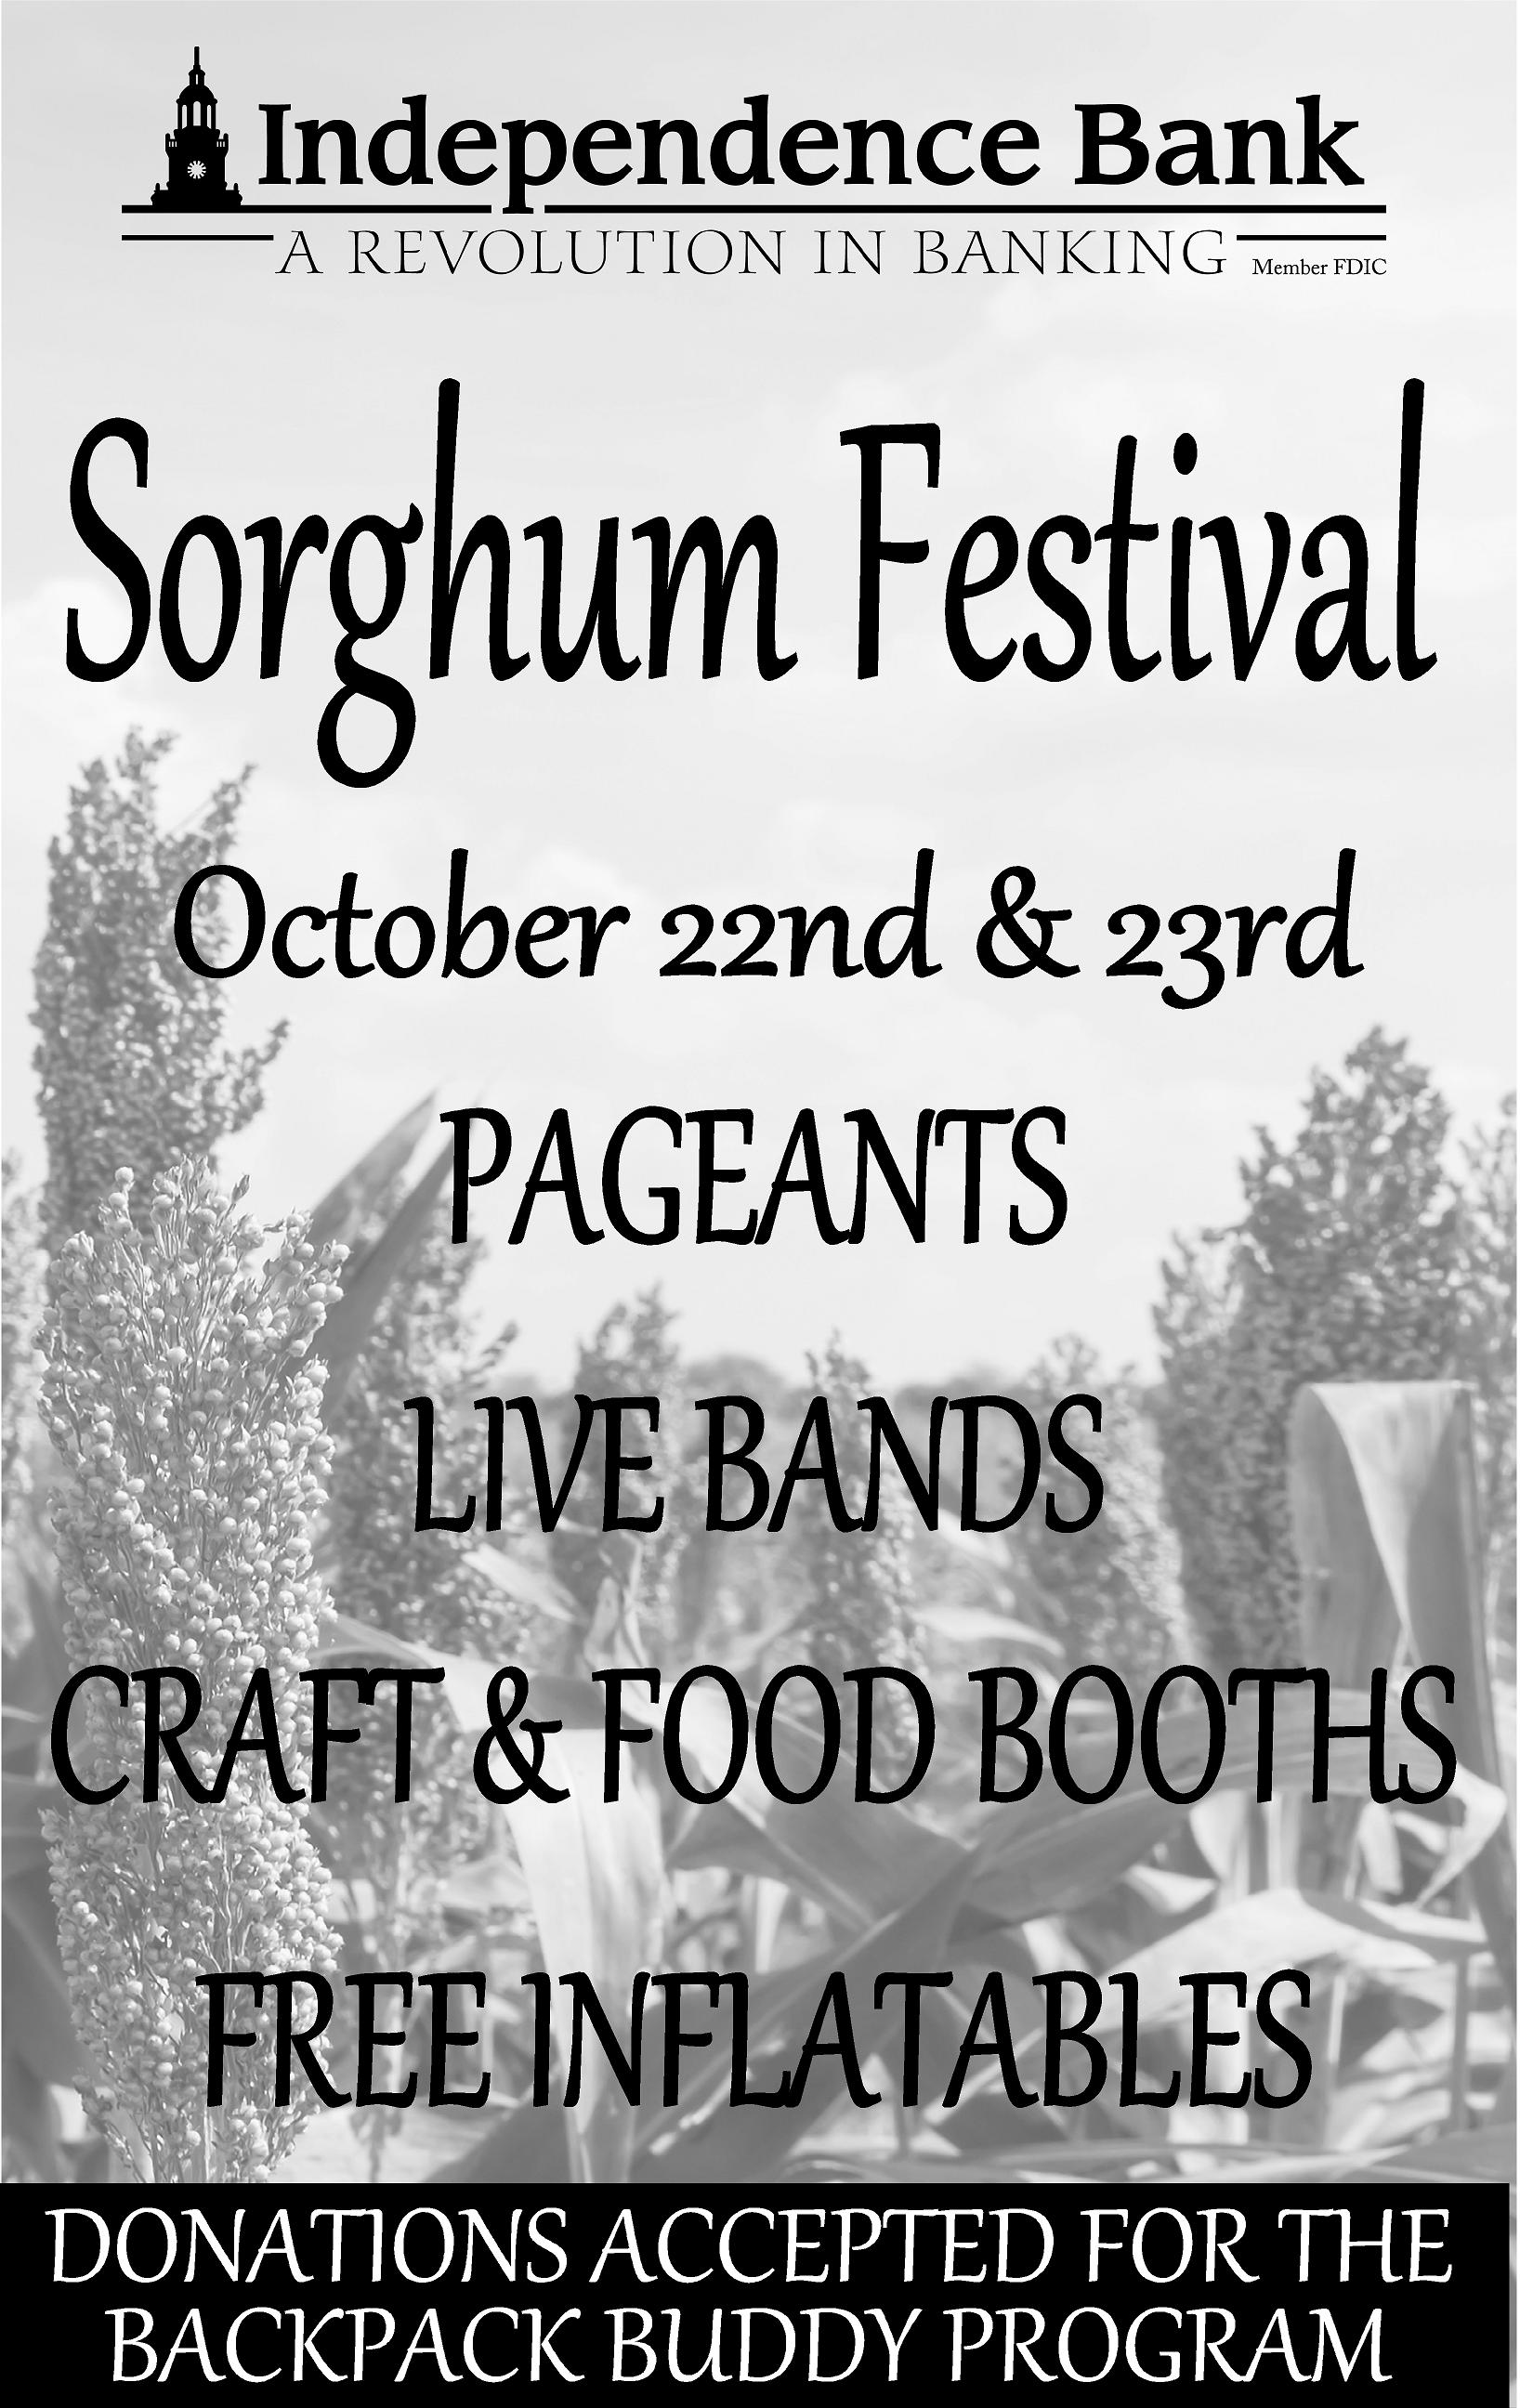 Independence Bank
A REVOLUTION IN BANKING Member FDIC
Sorghum Festival
October 22nd & 23rd
PAGEANTS
LIVE BANDS
CRAFT & FOOD BOOTHS
FREE INFLATABLES
DONATIONS ACCEPTED FOR THE
BACKPACK BUDDY PROGRAM